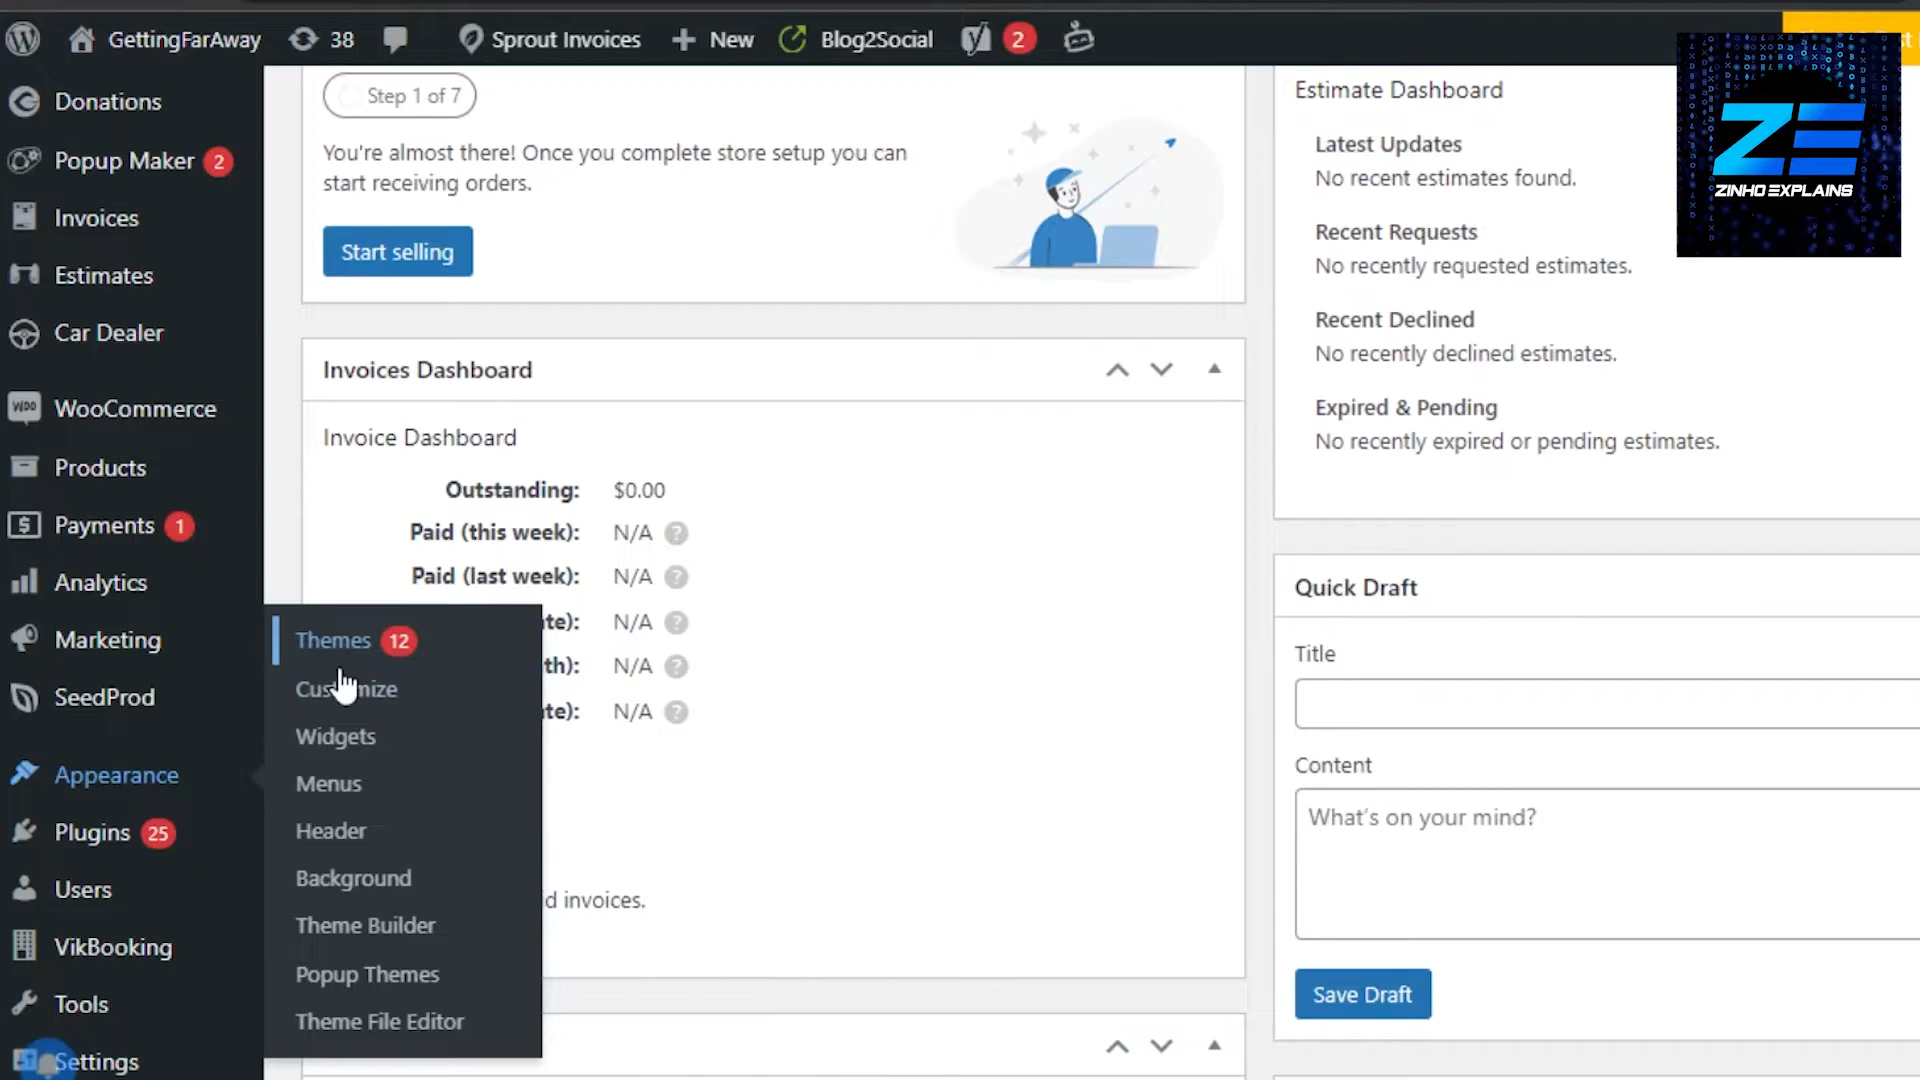 GettingFarAway 38 Sprout Invoices New Blog2Social 2
Donations
Popup Maker 2
Invoices
Estimates
Car Dealer
WooCommerce
Products
Payments 1
Analytics
Marketing
SeedProd
Appearance
Plugins 25
Users
VikBooking
Tools
Settings
Themes 12
Customize
Widgets
Menus
Header
Background
Theme Builder
Popup Themes
Theme File Editor
Step 1 of 7
You're almost there! Once you complete store setup you can
start receiving orders.
Start selling
Invoices Dashboard
Invoice Dashboard
Outstanding: $0.00
Paid (this week): N/A ?
Paid (last week): N/A ?
te): N/A ?
th): N/A ?
te): N/A ?
d invoices.
Estimate Dashboard
Latest Updates
No recent estimates found.
Recent Requests
No recently requested estimates.
Recent Declined
No recently declined estimates.
Expired & Pending
No recently expired or pending estimates.
Quick Draft
Title
Content
What's on your mind?
Save Draft
ZE
ZINHO EXPLAINS